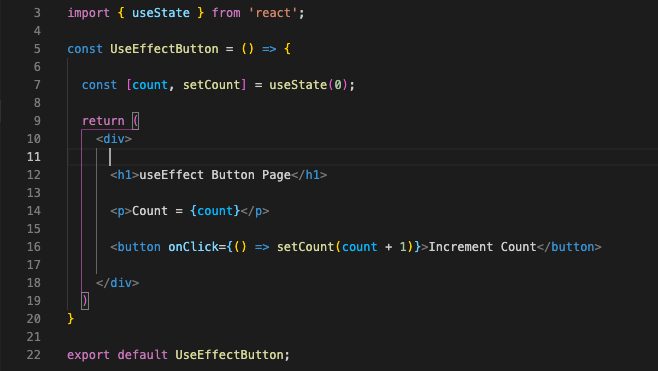 3 import { useState } from 'react';
4
5 const UseEffectButton = () => {
6
7 const [count, setCount] = useState(0);
8
9 return (
10 <div>
11
12 <h1>useEffect Button Page</h1>
13
14 <p>Count = {count}</p>
15
16 <button onClick={() => setCount(count + 1)}>Increment Count</button>
17
18 </div>
19 )
20 }
21
22 export default UseEffectButton;